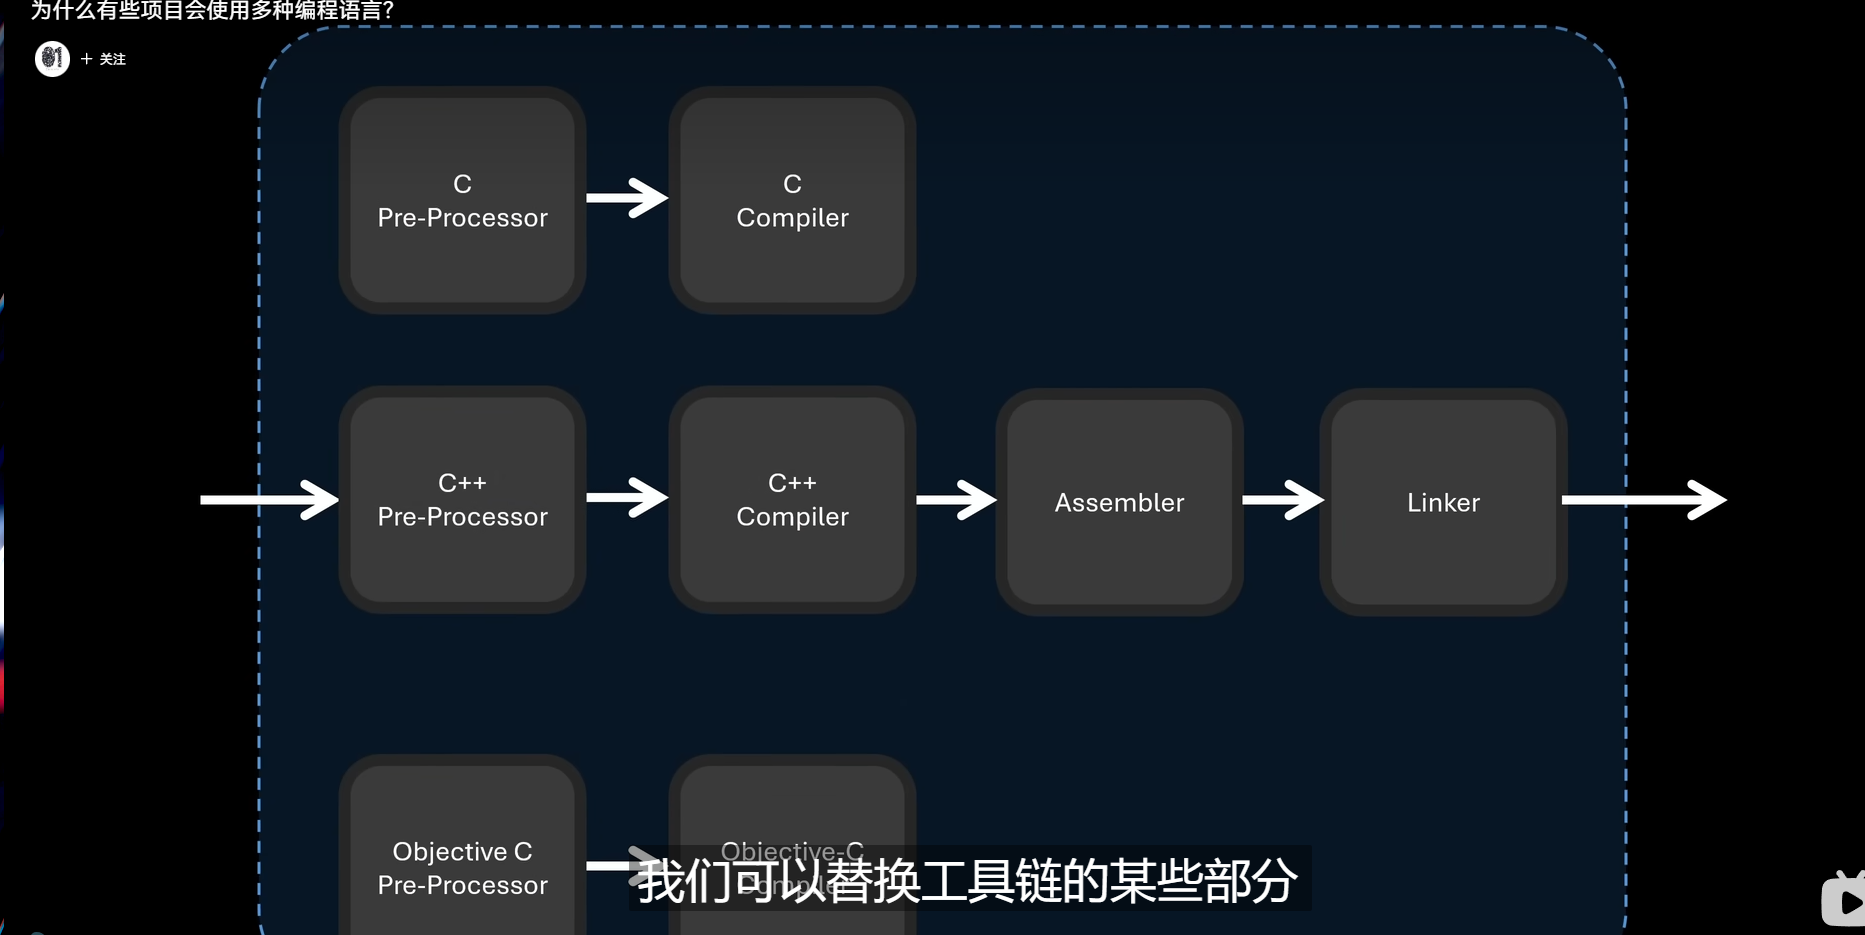 为什么有些项目会使用多种编程语言?
01
+ 关注
C
Pre-Processor
C
Compiler
C++
Pre-Processor
C++
Compiler
Assembler
Linker
Objective C
Pre-Processor
Objective-C
Compiler
我们可以替换工具链的某些部分